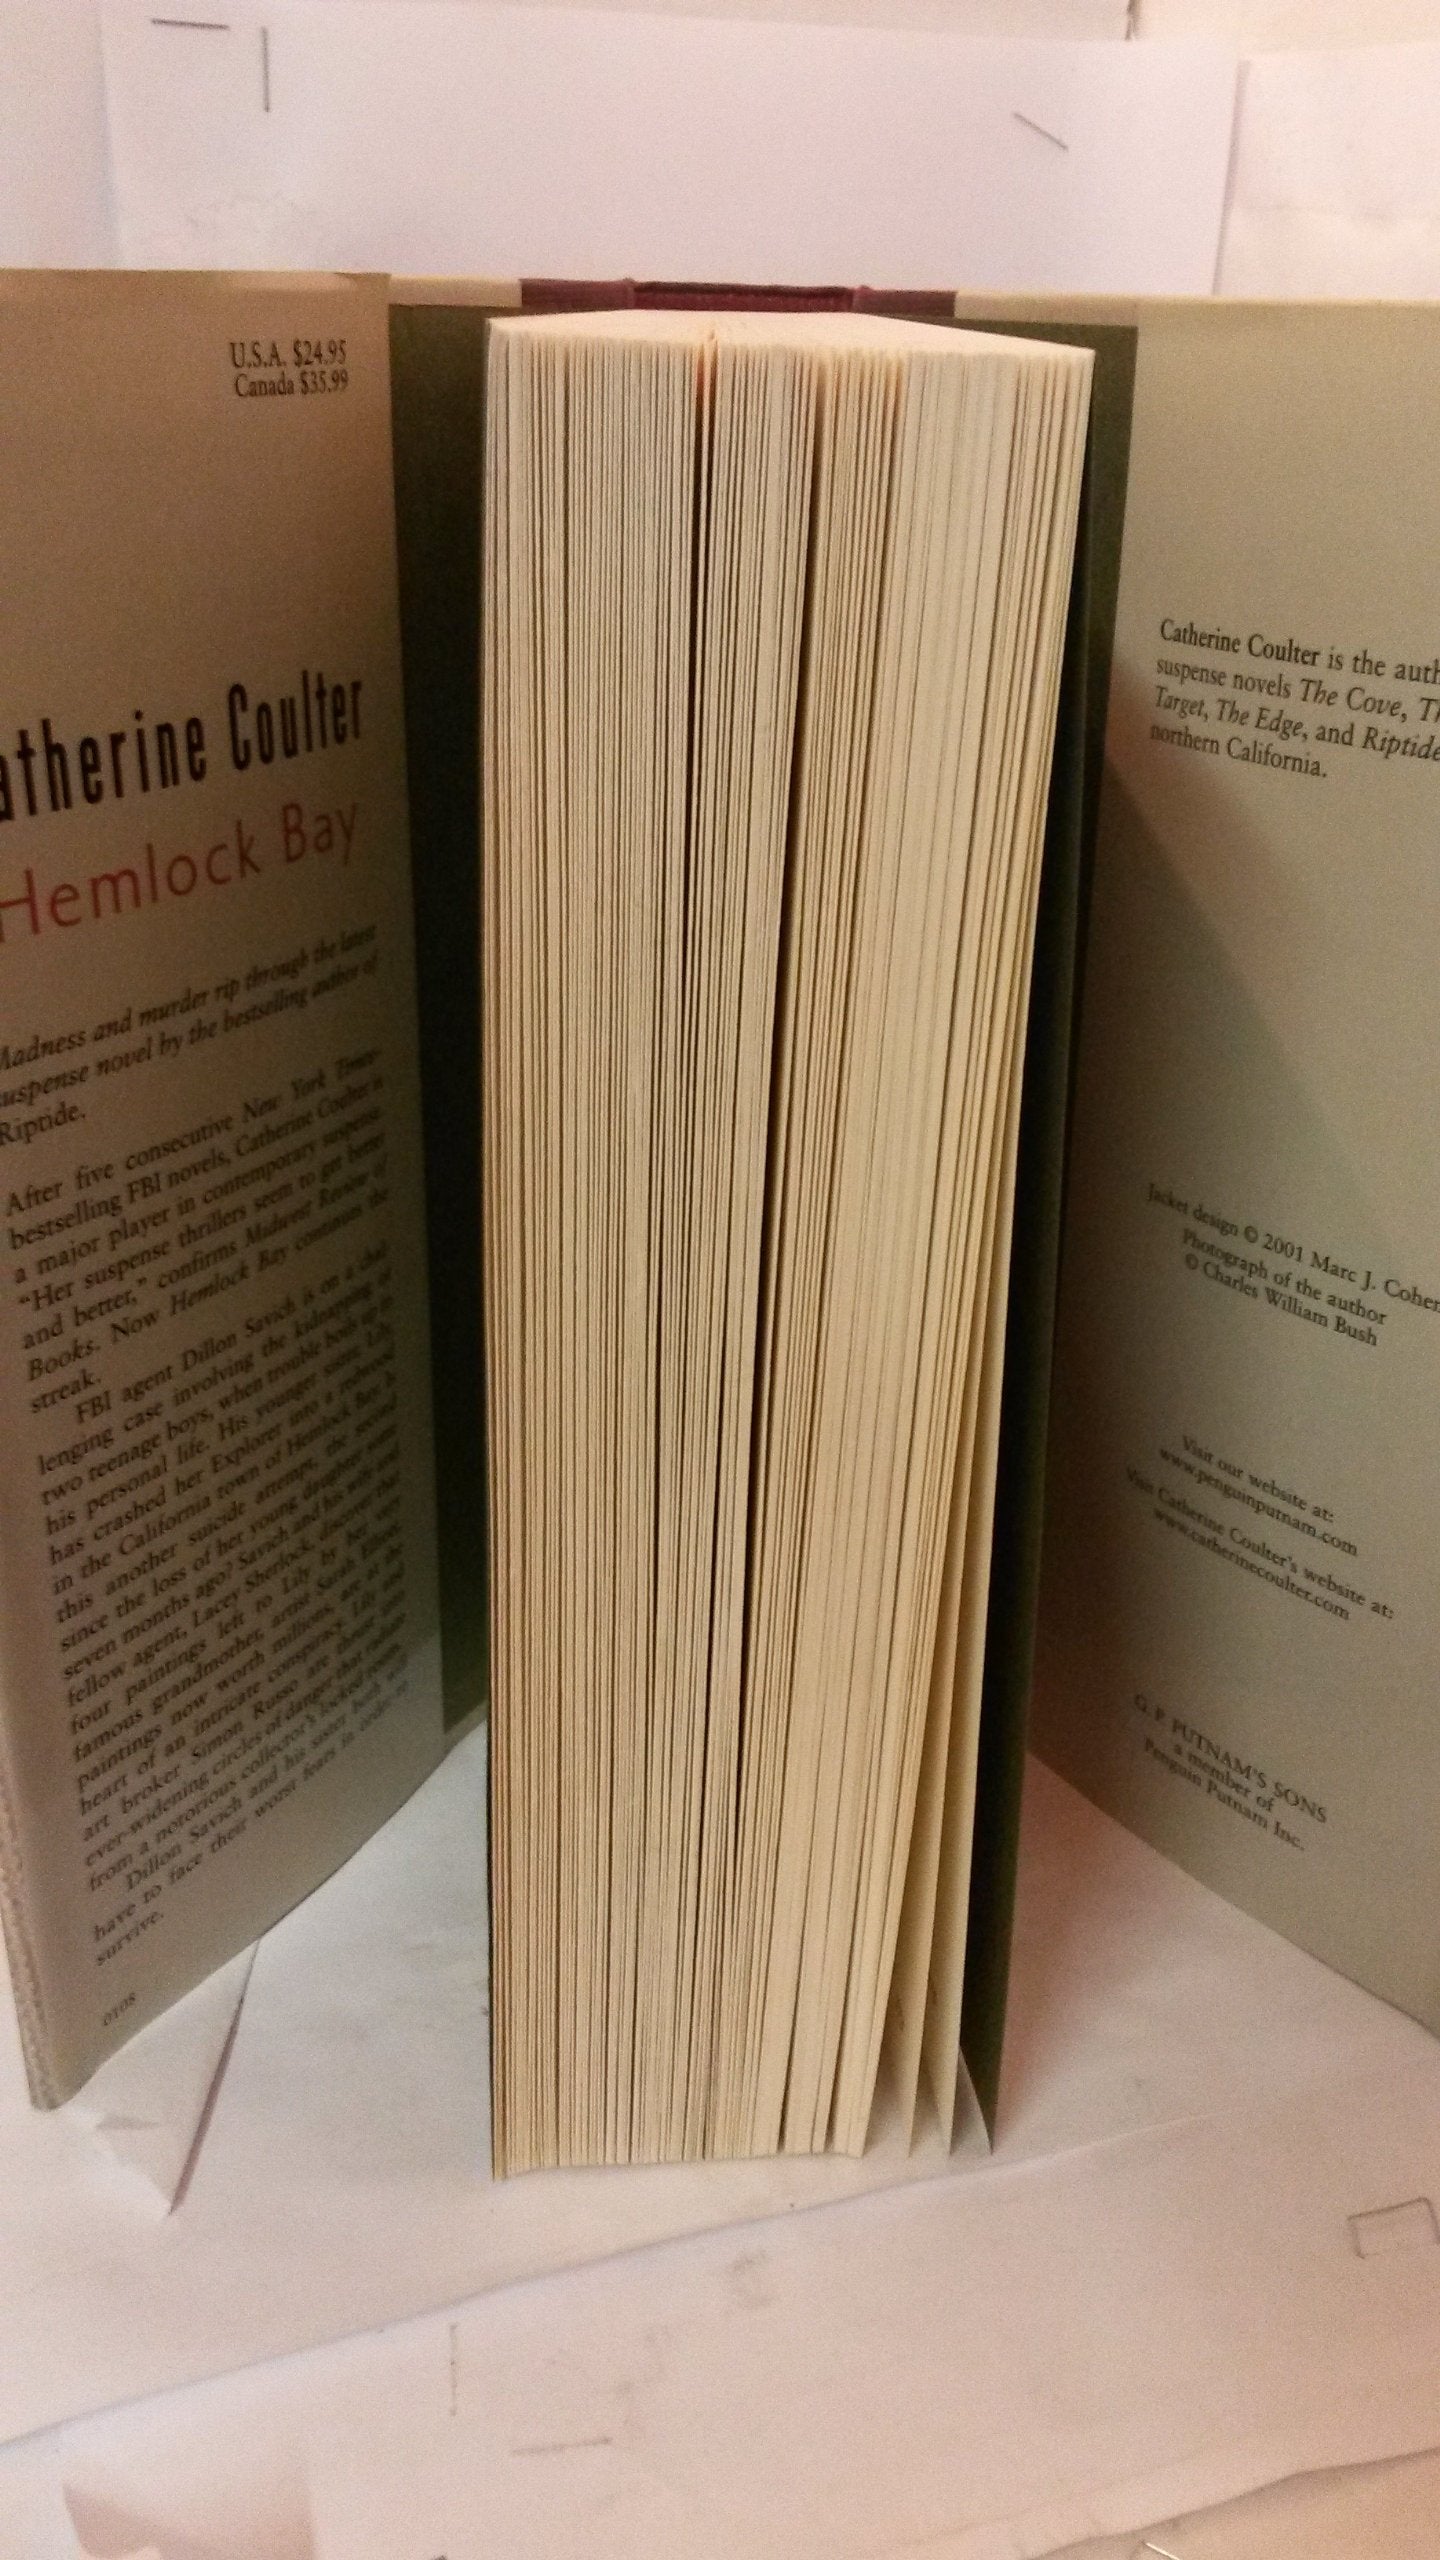 U.S.A. $24.95
Canada $35.99
atherine Coulter
Hemlock Bay
Madness and murder rip through the latest
suspense novel by the bestselling author of
Riptide.
After five consecutive New York Times-
bestselling FBI novels, Catherine Coulter is
a major player in contemporary suspense.
“Her suspense thrillers seem to get better
and better,” confirms Midwest Review of
Books. Now Hemlock Bay continues the
streak.
FBI agent Dillon Savich is on a chal-
lenging case involving the kidnapping of
two teenage boys, when trouble boils up in
his personal life. His younger sister, Lily,
has crashed her Explorer into a redwood
in the California town of Hemlock Bay. Is
this another suicide attempt, the second
since the loss of her young daughter some
seven months ago? Savich and his wife and
fellow agent, Lacey Sherlock, discover that
four paintings left to Lily by her very
famous grandmother, artist Sarah Elliott,
paintings now worth millions, are at the
heart of an intricate conspiracy. Lily and
art broker Simon Russo are thrust into
ever-widening circles of danger that radiate
from a notorious collector's locked room.
Dillon Savich and his sister both will
have to face their worst fears in order to
survive.
0108
Catherine Coulter is the auth
suspense novels The Cove, Th
Target, The Edge, and Riptide
northern California.
Jacket design © 2001 Marc J. Cohen
Photograph of the author
© Charles William Bush
Visit our website at:
www.penguinputnam.com
Visit Catherine Coulter's website at:
www.catherinecoulter.com
G. P. PUTNAM'S SONS
a member of
Penguin Putnam Inc.